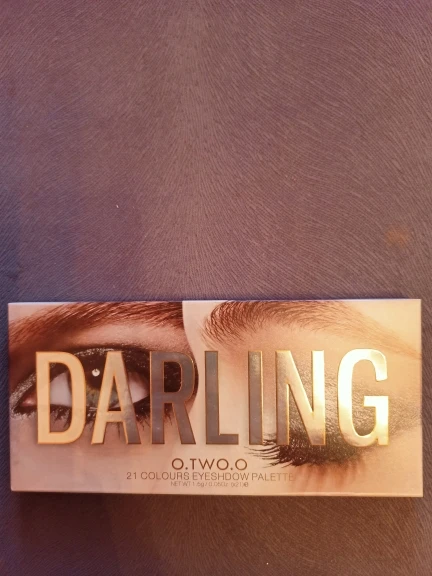 DARLING
O.TWO.O
21 COLOURS EYESHDOW PALETTE